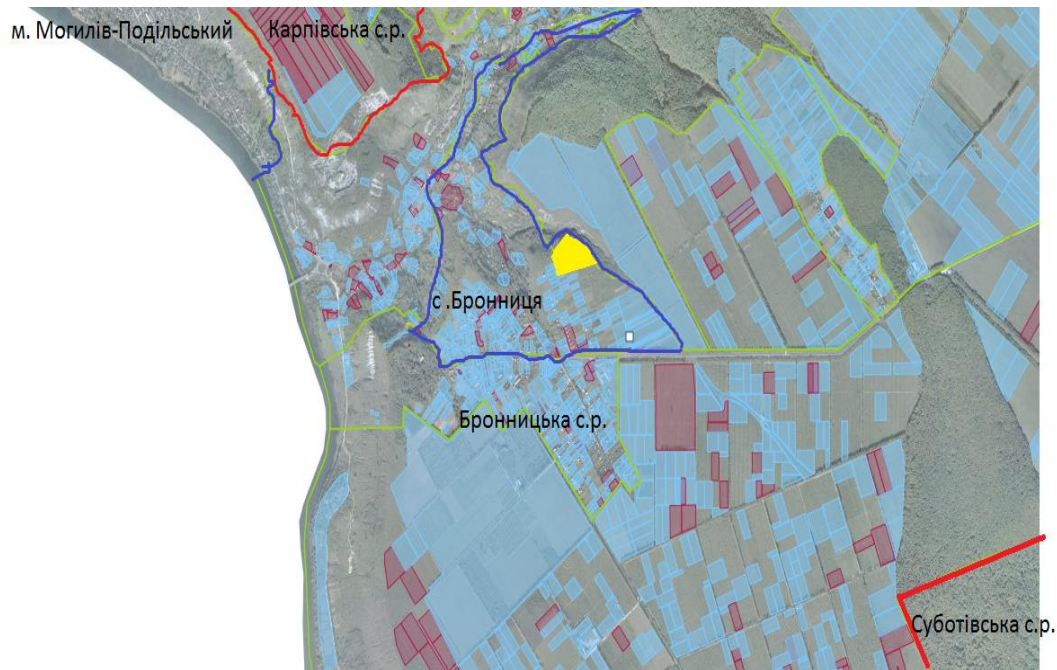 м. Могилів-Подільський
Карпівська с.р.
с .Бронниця
Бронницька с.р.
Суботівська с.р.